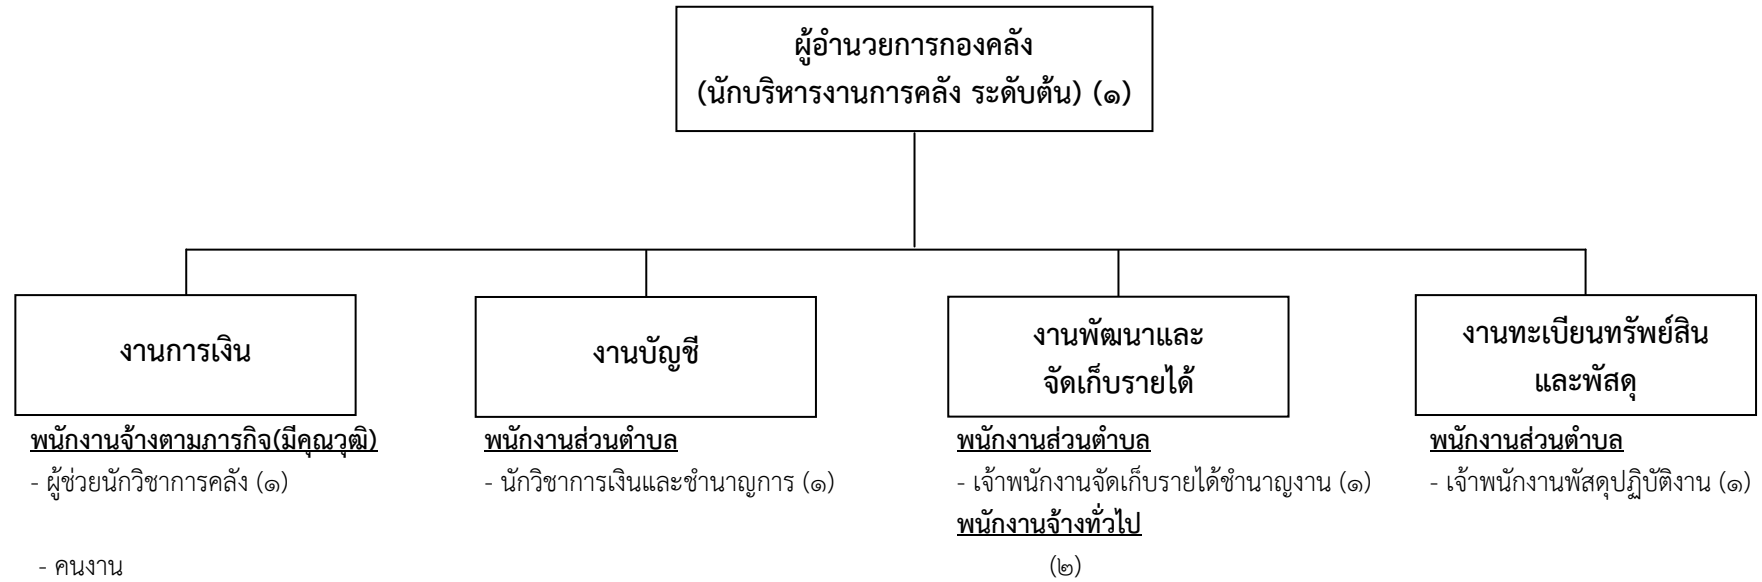 ผู้อำนวยการกองคลัง
(นักบริหารงานการคลัง ระดับต้น) (๑)
งานการเงิน
งานบัญชี
งานพัฒนาและ
จัดเก็บรายได้
งานทะเบียนทรัพย์สิน
และพัสดุ
พนักงานจ้างตามภารกิจ(มีคุณวุฒิ)
- ผู้ช่วยนักวิชาการคลัง (๑)
พนักงานส่วนตำบล
- นักวิชาการเงินและชำนาญการ (๑)
พนักงานส่วนตำบล
- เจ้าพนักงานจัดเก็บรายได้ชำนาญงาน (๑)
พนักงานจ้างทั่วไป
พนักงานส่วนตำบล
- เจ้าพนักงานพัสดุปฏิบัติงาน (๑)
- คนงาน (๒)